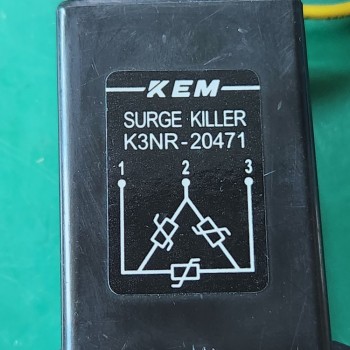 KEM
SURGE KILLER
K3NR-20471
1 2 3